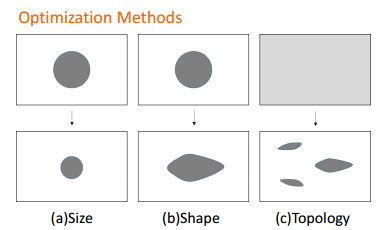 Optimization Methods
(a)Size
(b)Shape
(c)Topology